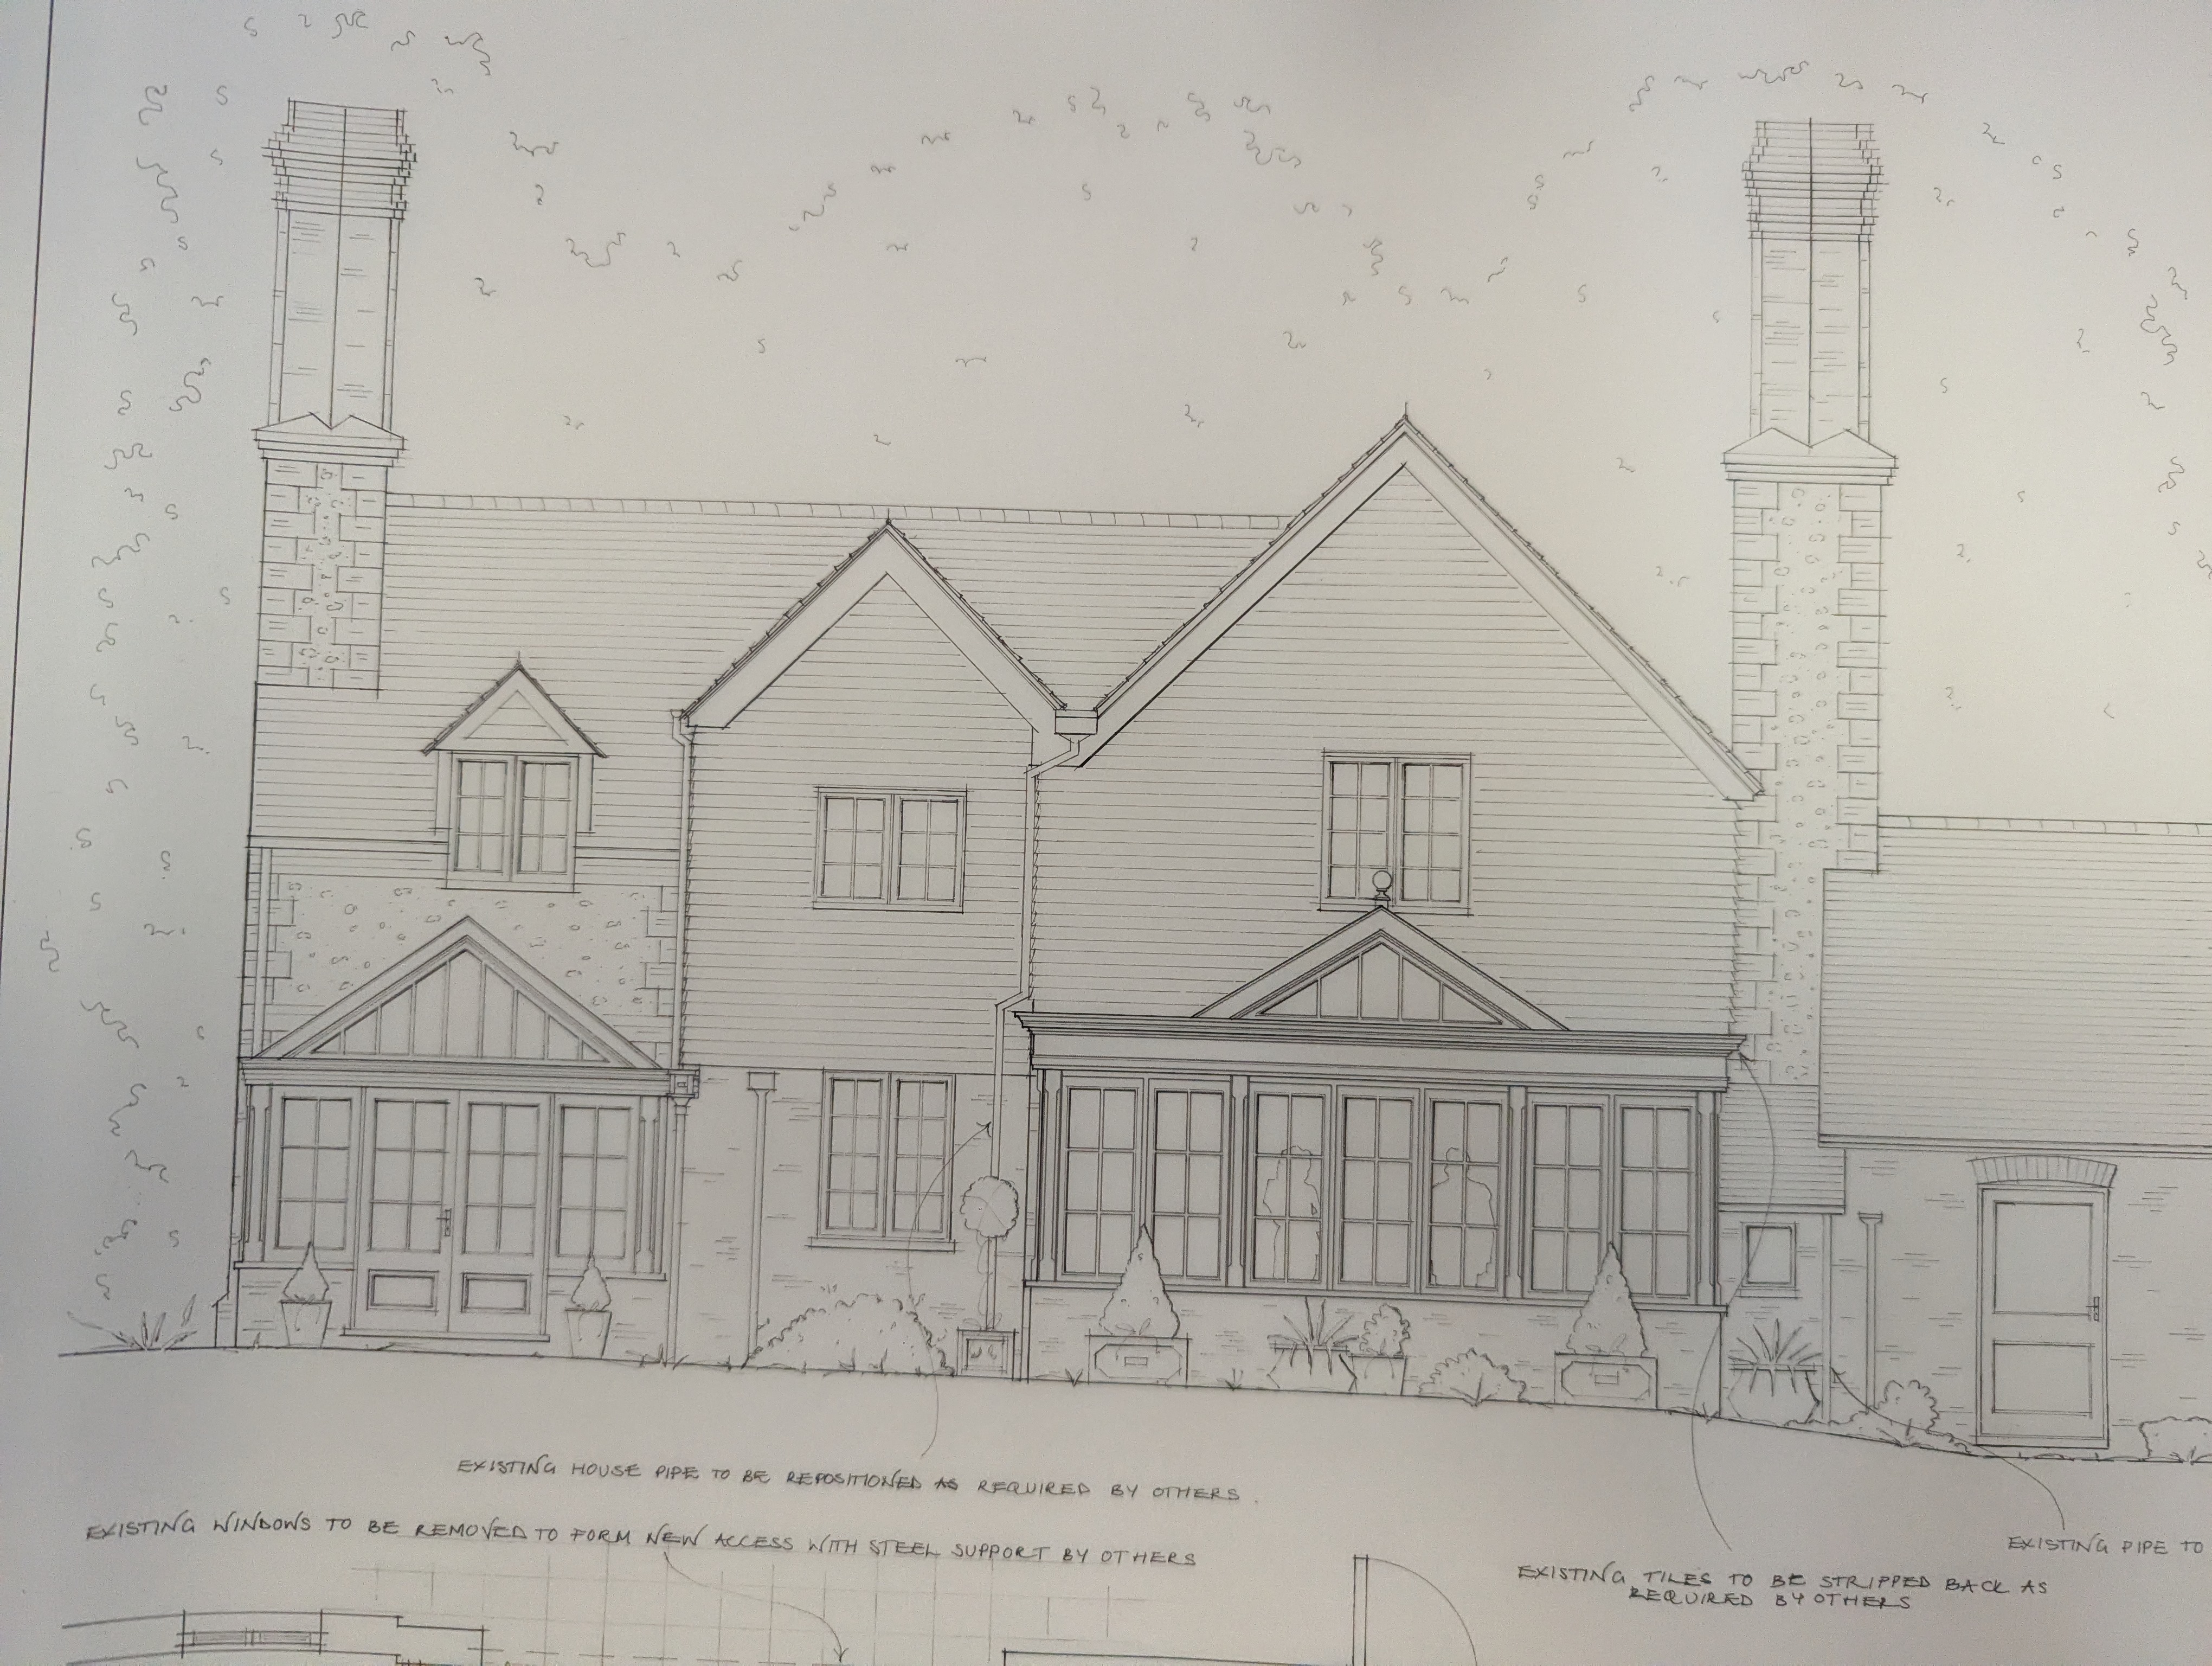 EXISTING HOUSE PIPE TO BE REPOSITIONED AS REQUIRED BY OTHERS.
EXISTING WINDOWS TO BE REMOVED TO FORM NEW ACCESS WITH STEEL SUPPORT BY OTHERS
EXISTING PIPE TO
EXISTING TILES TO BE STRIPPED BACK AS
REQUIRED BY OTHERS